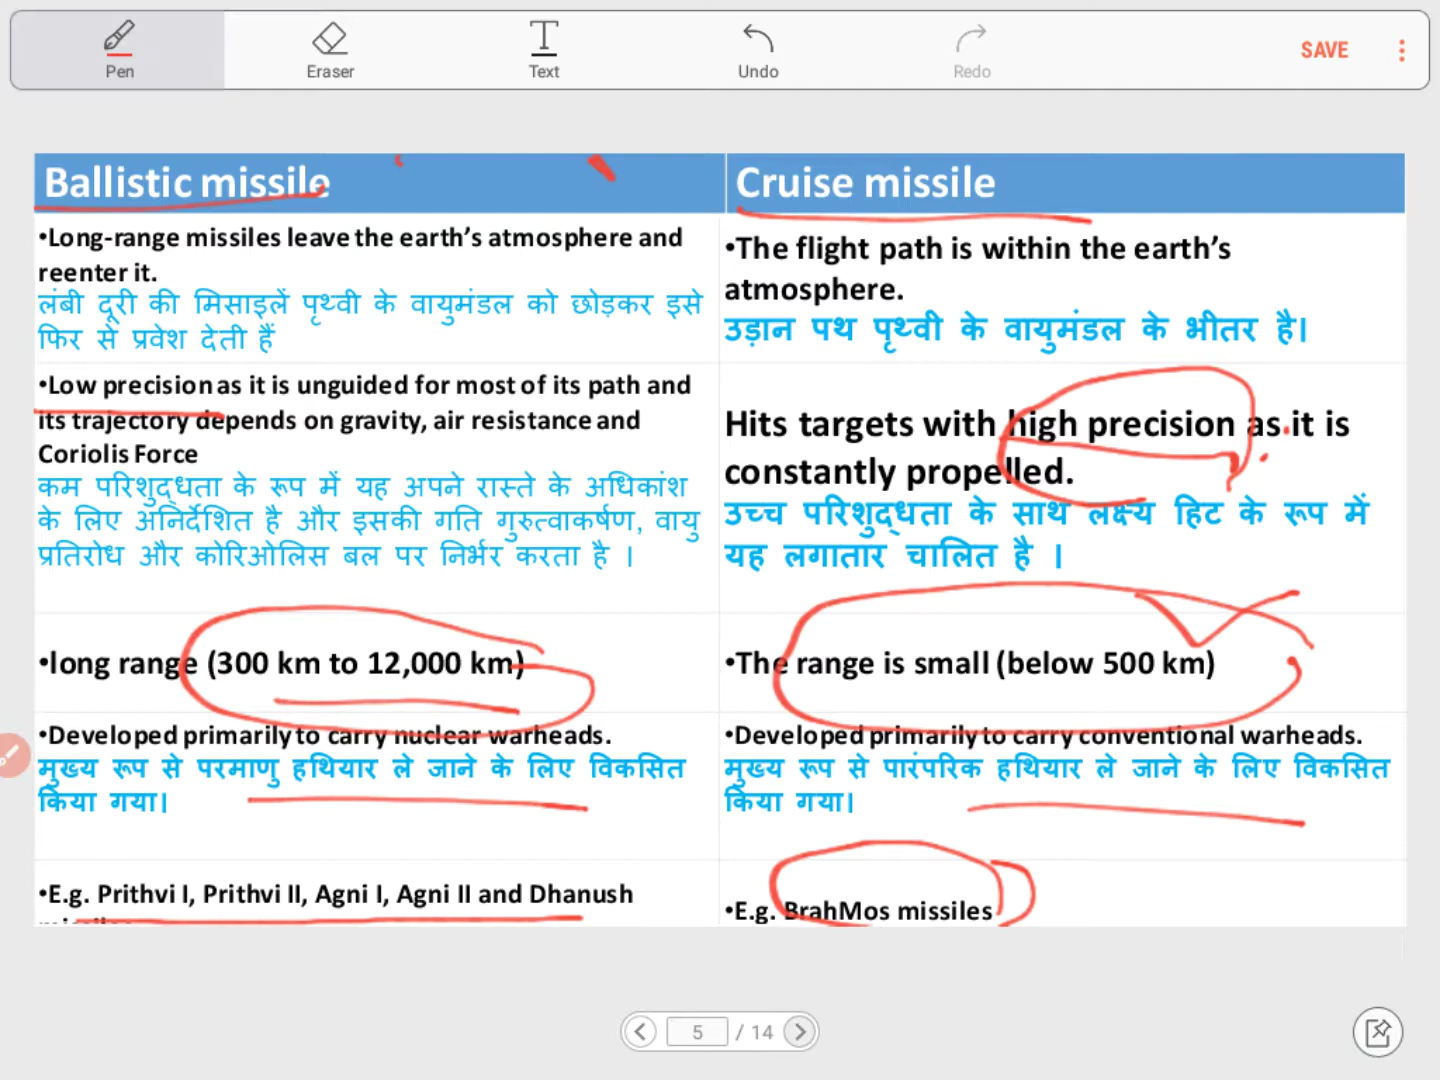 Pen
Eraser
Text
Undo
Redo
SAVE
Ballistic missile
Cruise missile
•Long-range missiles leave the earth's atmosphere and
reenter it.
लंबी दूरी की मिसाइलें पृथ्वी के वायुमंडल को छोड़कर इसे
फिर से प्रवेश देती हैं
•The flight path is within the earth's
atmosphere.
उड़ान पथ पृथ्वी के वायुमंडल के भीतर है।
•Low precision as it is unguided for most of its path and
its trajectory depends on gravity, air resistance and
Coriolis Force
कम परिशुद्धता के रूप में यह अपने रास्ते के अधिकांश
के लिए अनिर्देशित है और इसकी गति गुरुत्वाकर्षण, वायु
प्रतिरोध और कोरिओलिस बल पर निर्भर करता है ।
Hits targets with high precision as it is
constantly propelled.
उच्च परिशुद्धता के साथ लक्ष्य हिट के रूप में
यह लगातार चालित है ।
•long range (300 km to 12,000 km)
•The range is small (below 500 km)
•Developed primarily to carry nuclear warheads.
मुख्य रूप से परमाणु हथियार ले जाने के लिए विकसित
किया गया।
•Developed primarily to carry conventional warheads.
मुख्य रूप से पारंपरिक हथियार ले जाने के लिए विकसित
किया गया।
•E.g. Prithvi I, Prithvi II, Agni I, Agni II and Dhanush
•E.g. BrahMos missiles
5 / 14